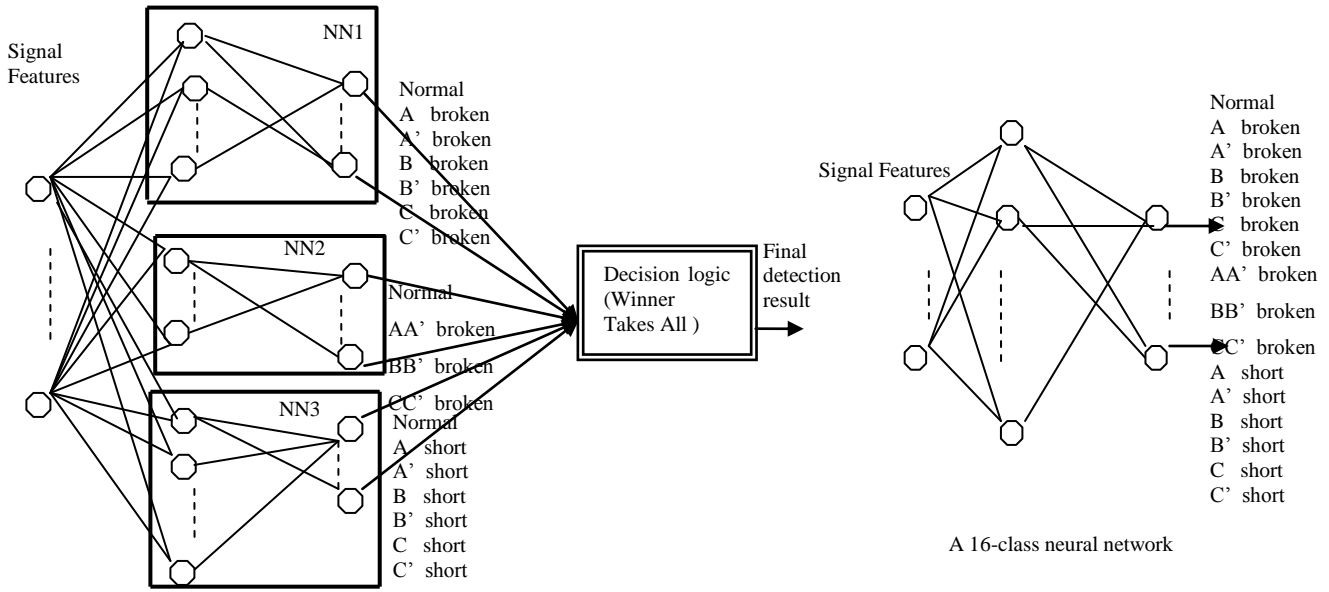 Signal
Features
NN1
Normal
A broken
A’ broken
B broken
B’ broken
C broken
C’ broken
NN2
Normal
AA’ broken
BB’ broken
CC’ broken
NN3
Normal
A short
A’ short
B short
B’ short
C short
C’ short
Decision logic
(Winner
Takes All )
Final
detection
result
Signal Features
Normal
A broken
A’ broken
B broken
B’ broken
C broken
C’ broken
AA’ broken
BB’ broken
CC’ broken
A short
A’ short
B short
B’ short
C short
C’ short
A 16-class neural network